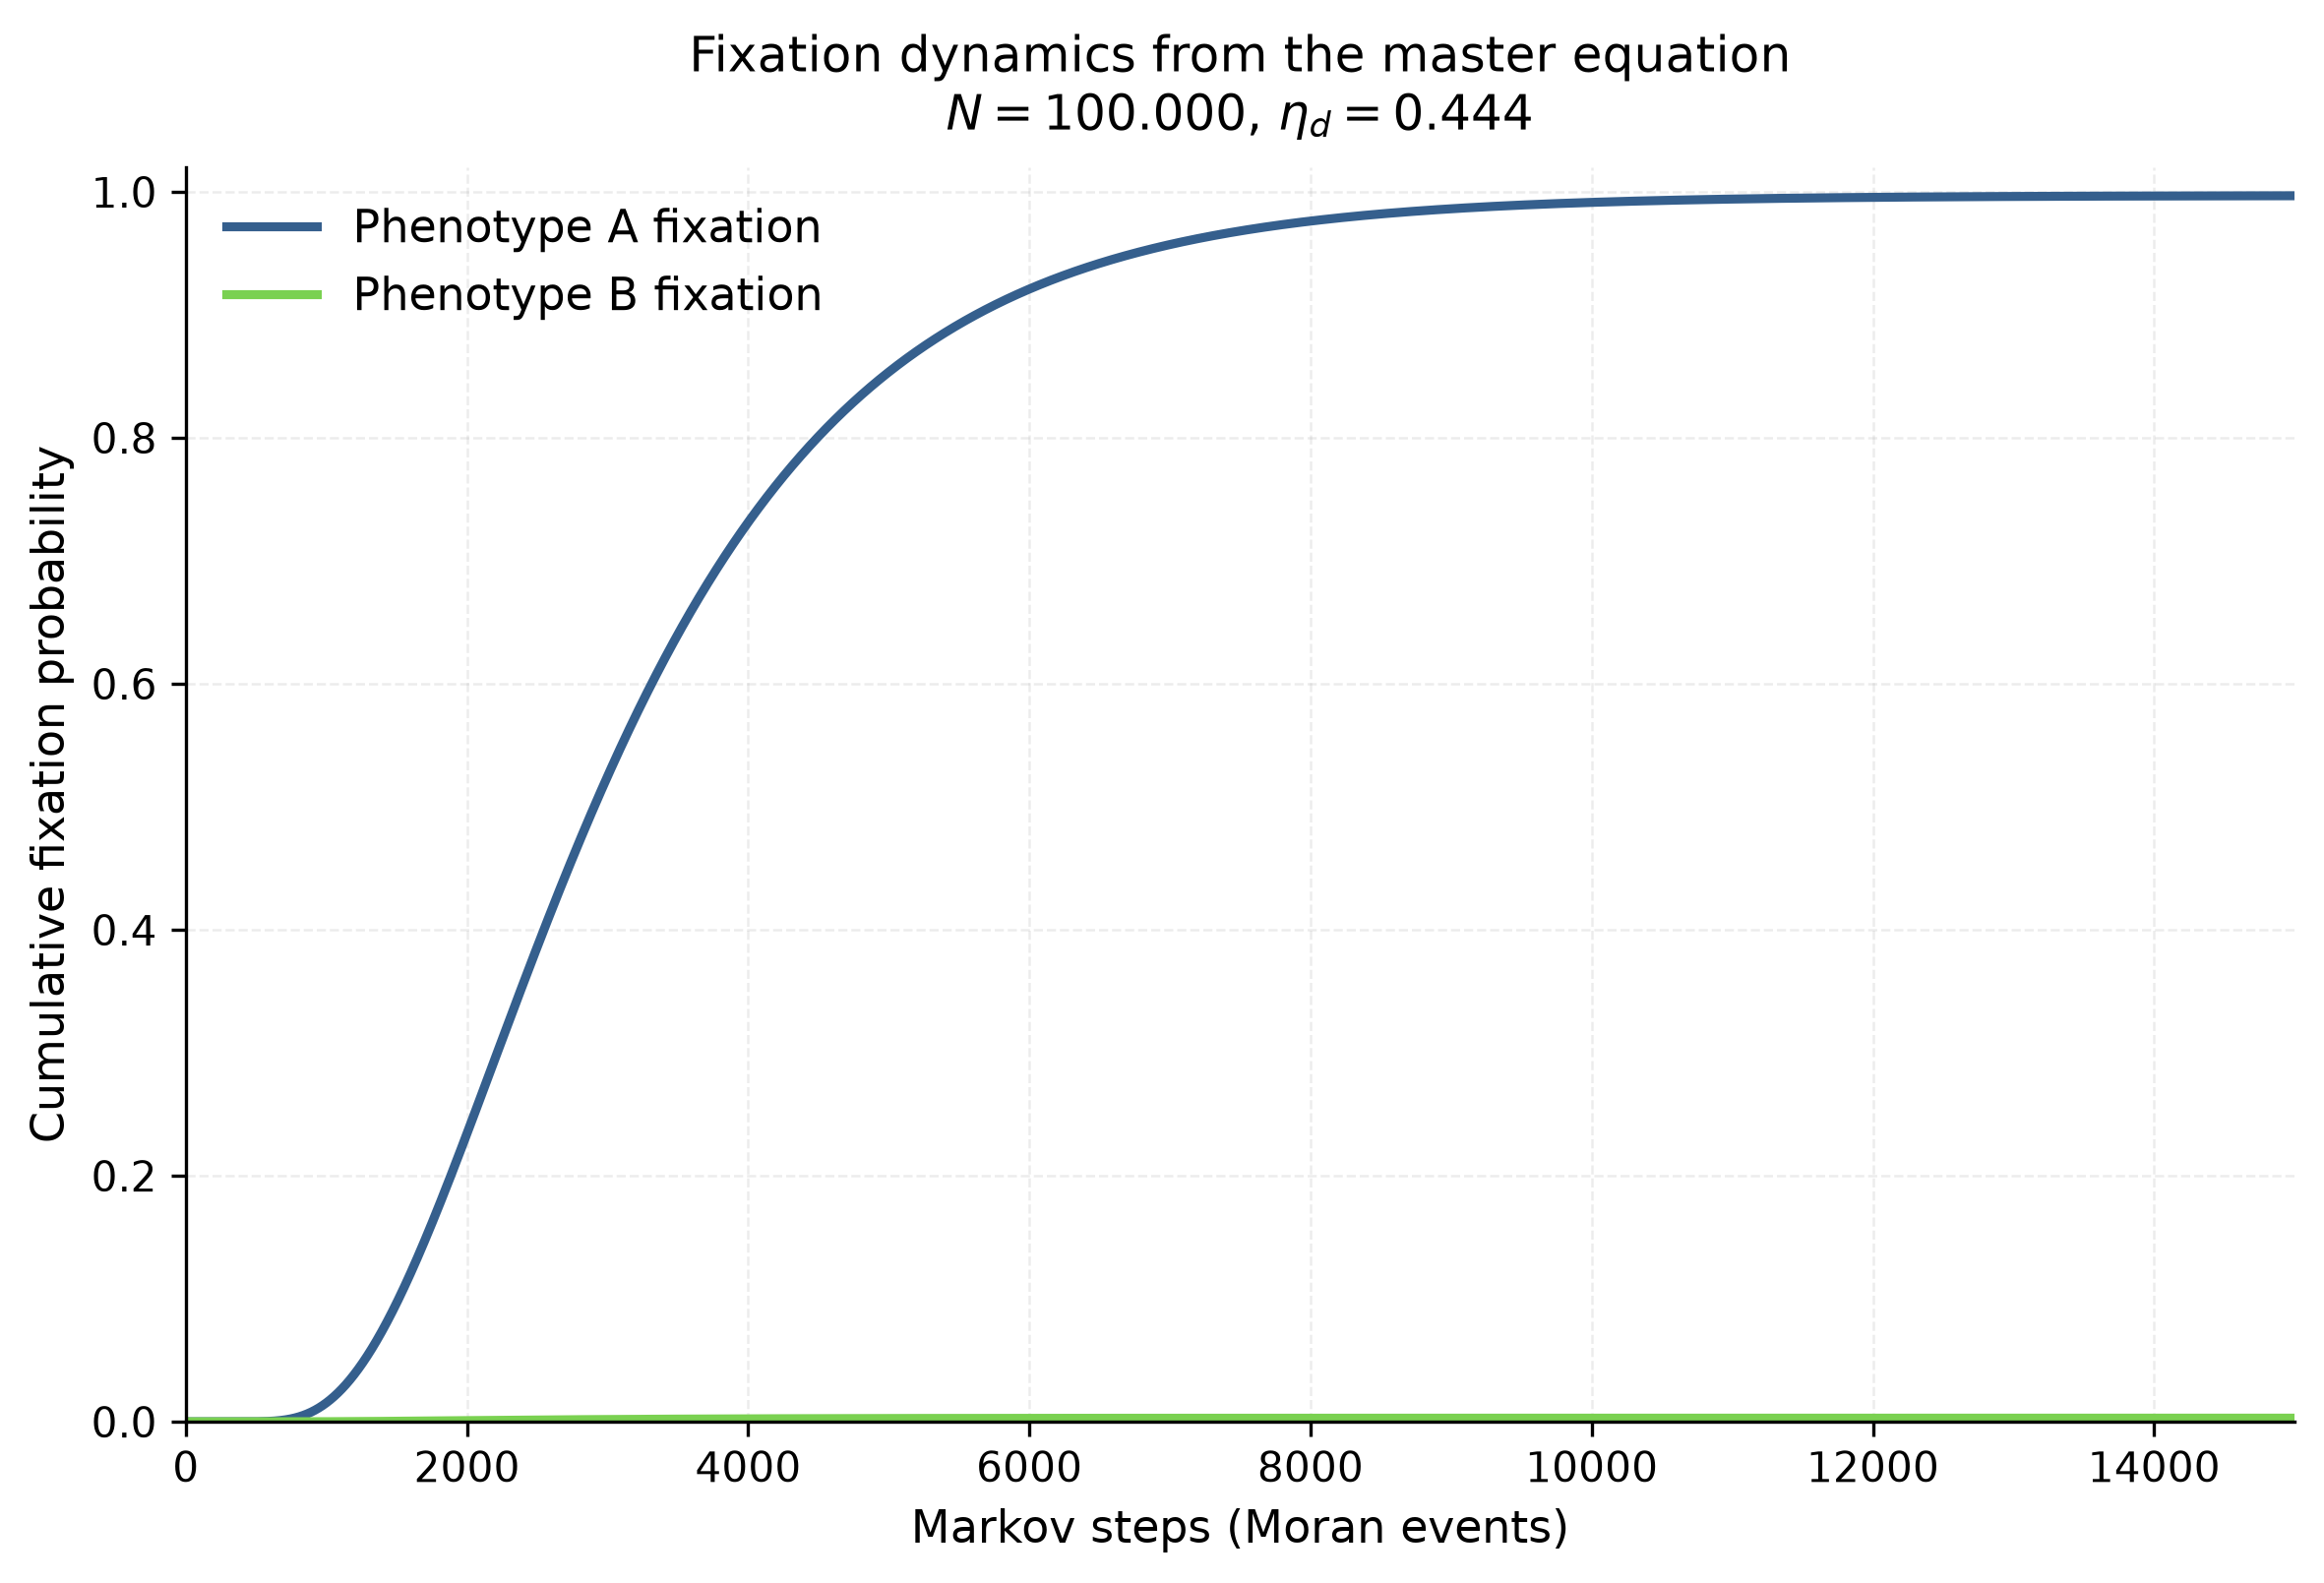 Fixation dynamics from the master equation
N = 100.000, η_d = 0.444
Cumulative fixation probability
1.0
0.8
0.6
0.4
0.2
0.0
Phenotype A fixation
Phenotype B fixation
0 2000 4000 6000 8000 10000 12000 14000
Markov steps (Moran events)